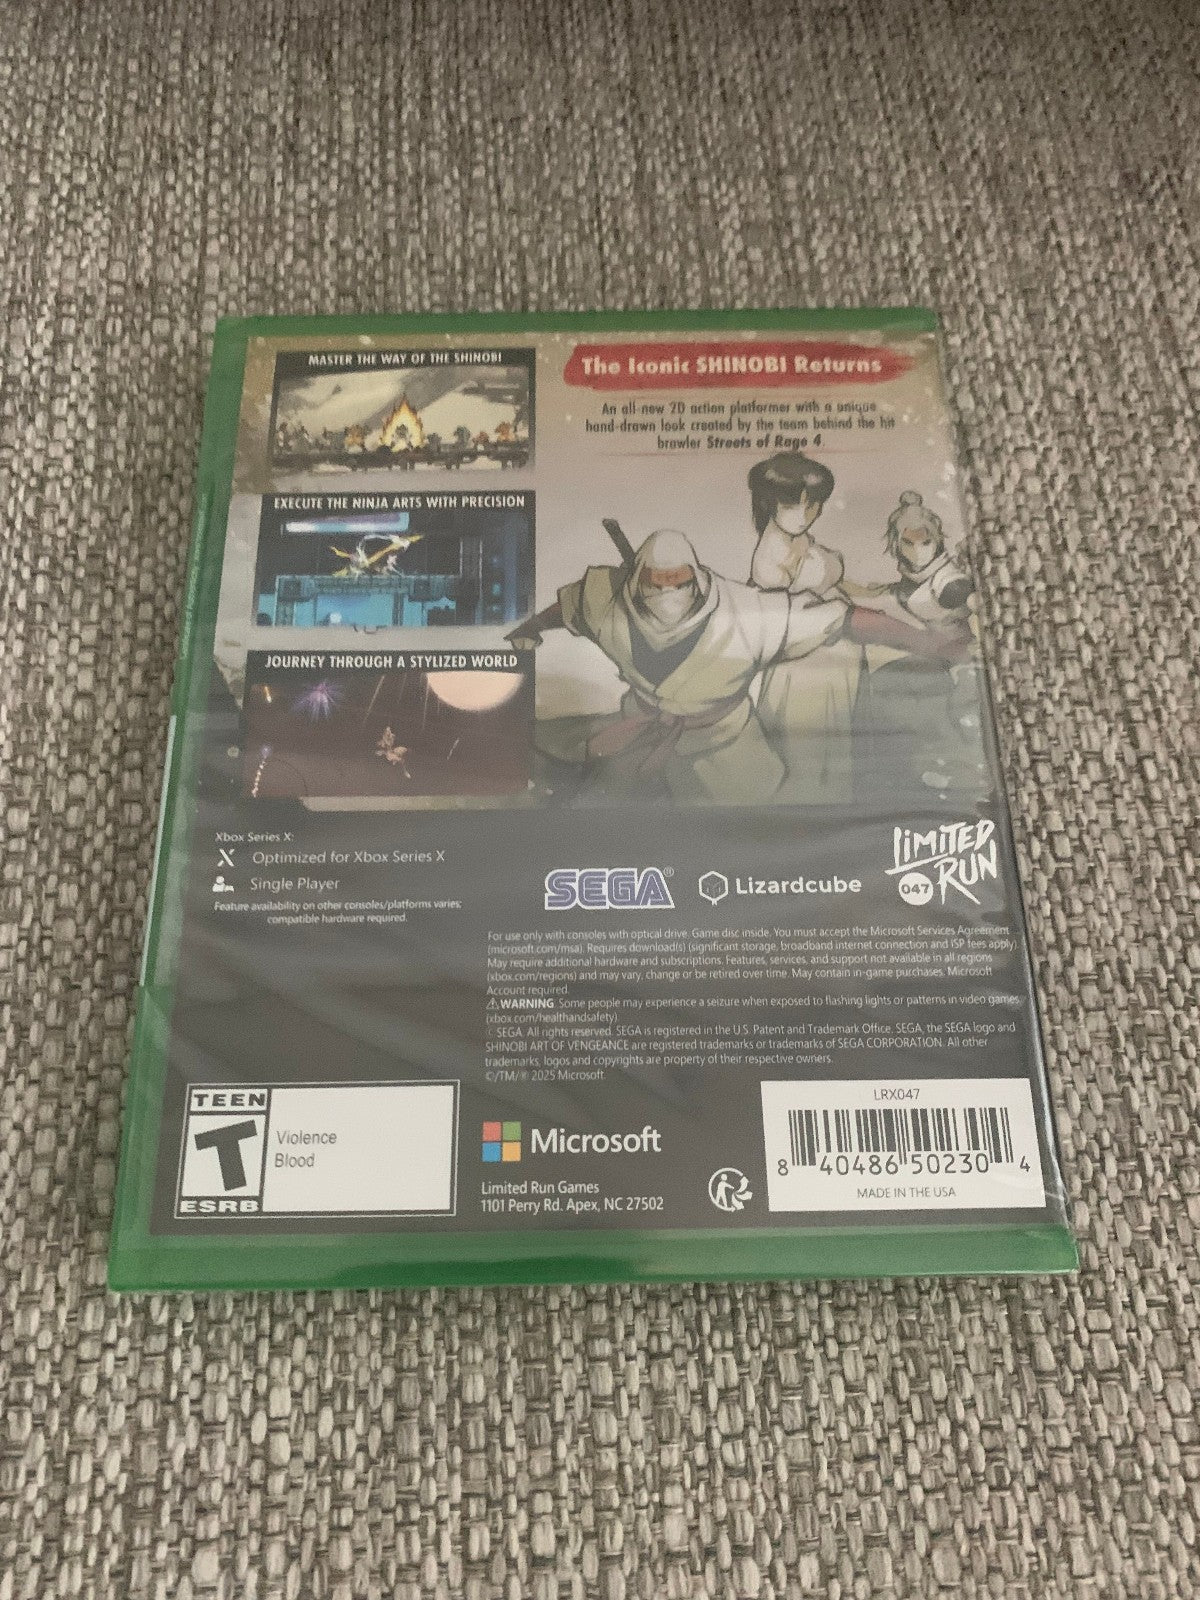 MASTER THE WAY OF THE SHINOBI
EXECUTE THE NINJA ARTS WITH PRECISION
JOURNEY THROUGH A STYLIZED WORLD
The Iconic SHINOBI Returns
An all-new 2D action platformer with a unique
hand-drawn look created by the team behind the hit
brawler Streets of Rage 4.
Xbox Series X:
Optimized for Xbox Series X
Single Player
Feature availability on other consoles/platforms varies;
compatible hardware required.
SEGA®
Lizardcube
LIMITED
RUN
047
For use only with consoles with optical drive. Game disc inside. You must accept the Microsoft Services Agreement
(microsoft.com/msa). Requires download(s) (significant storage, broadband internet connection and ISP fees apply).
May require additional hardware and subscriptions. Features, services, and support not available in all regions
(xbox.com/regions) and may vary, change or be retired over time. May contain in-game purchases. Microsoft
Account required.
⚠ WARNING Some people may experience a seizure when exposed to flashing lights or patterns in video games
(xbox.com/healthandsafety).
© SEGA. All rights reserved. SEGA is registered in the U.S. Patent and Trademark Office. SEGA, the SEGA logo and
SHINOBI ART OF VENGEANCE are registered trademarks or trademarks of SEGA CORPORATION. All other
trademarks, logos and copyrights are property of their respective owners.
©/TM/® 2025 Microsoft.
TEEN
T
ESRB
Violence
Blood
Microsoft
Limited Run Games
1101 Perry Rd. Apex, NC 27502
LRX047
8 40486 50230 4
MADE IN THE USA